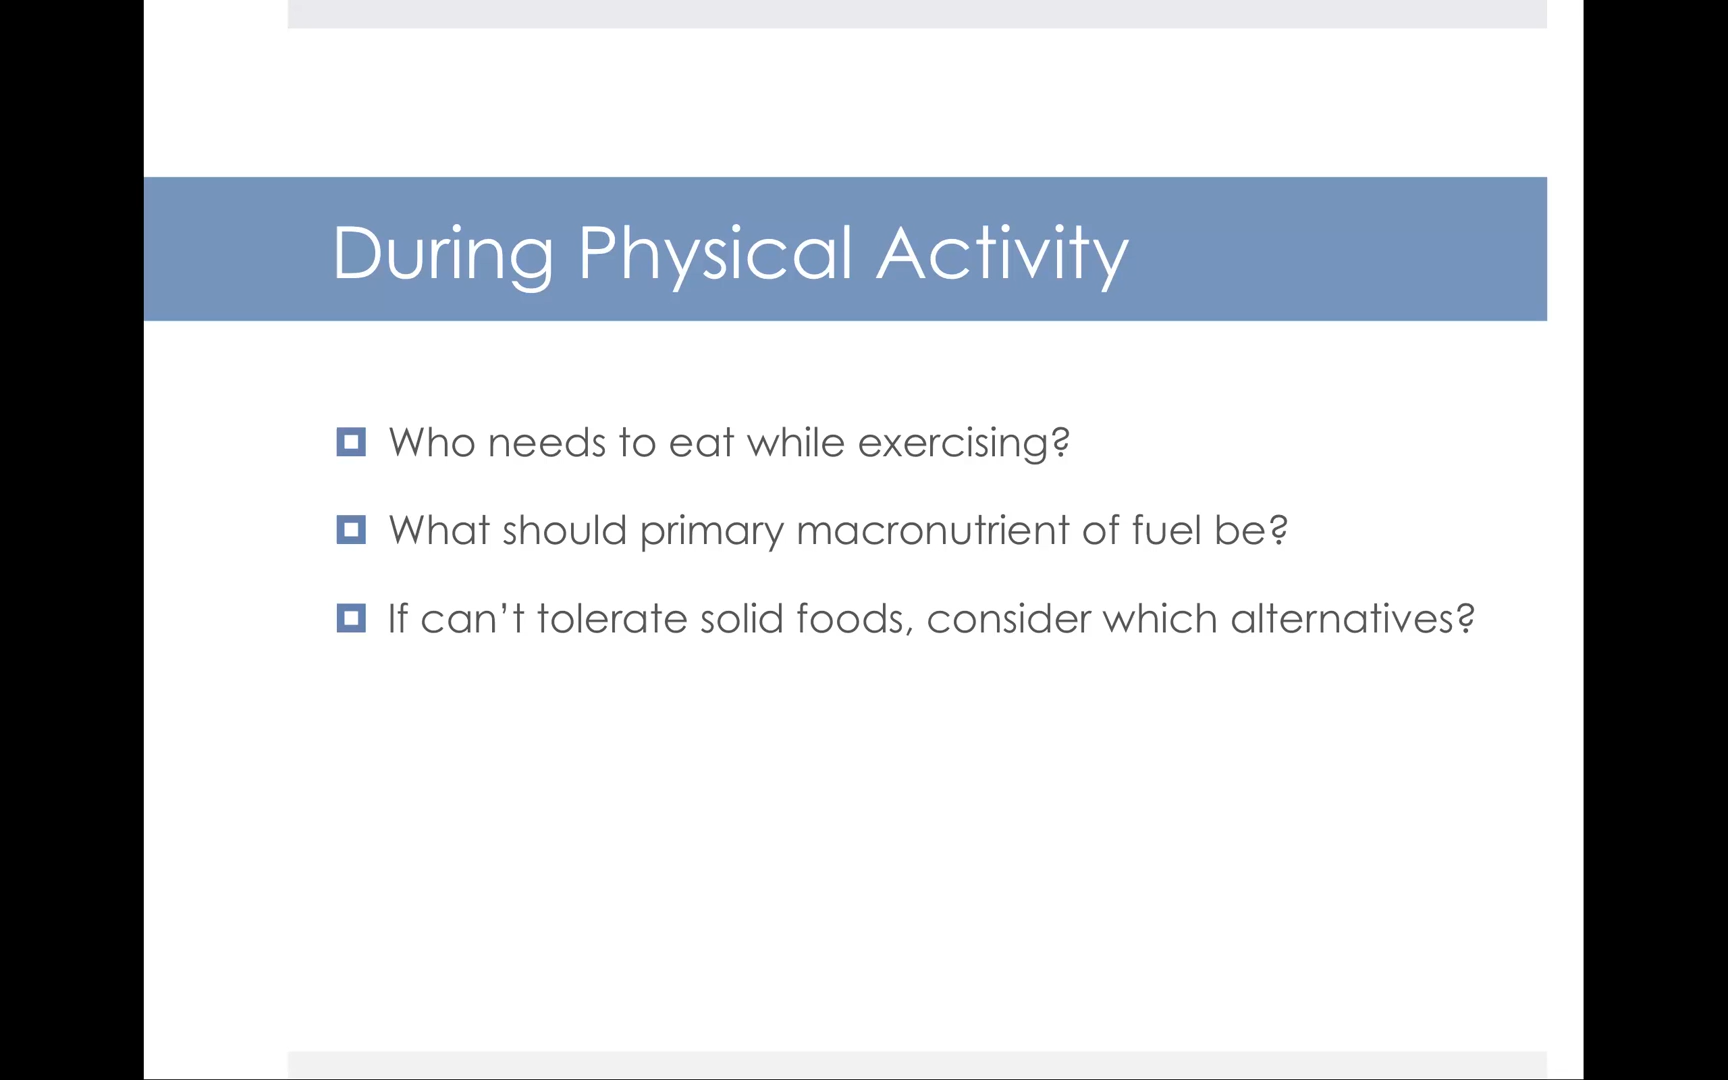 During Physical Activity
Who needs to eat while exercising?
What should primary macronutrient of fuel be?
If can’t tolerate solid foods, consider which alternatives?